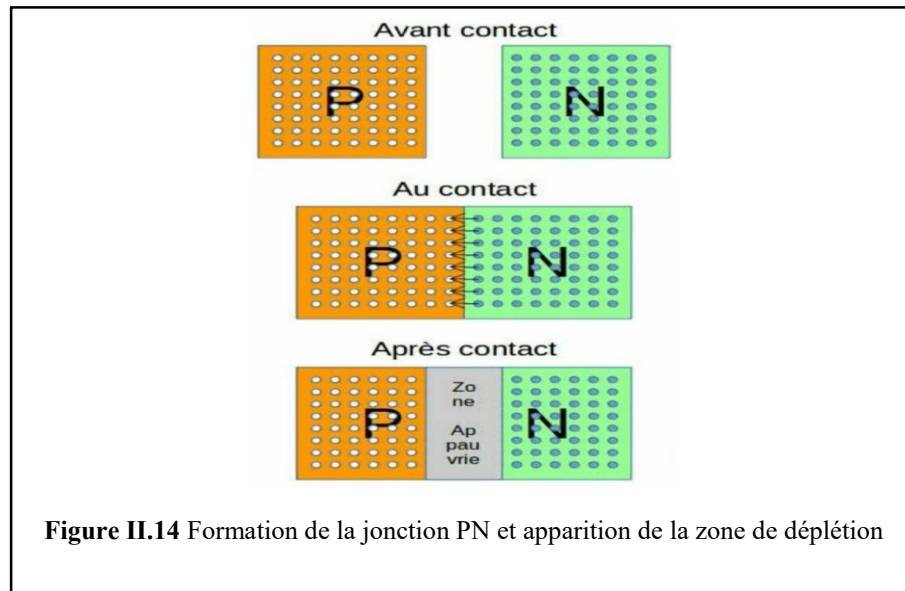 Avant contact
P N
Au contact
P N
Après contact
P
Zo
ne
Ap
pau
vrie
N
Figure II.14 Formation de la jonction PN et apparition de la zone de déplétion